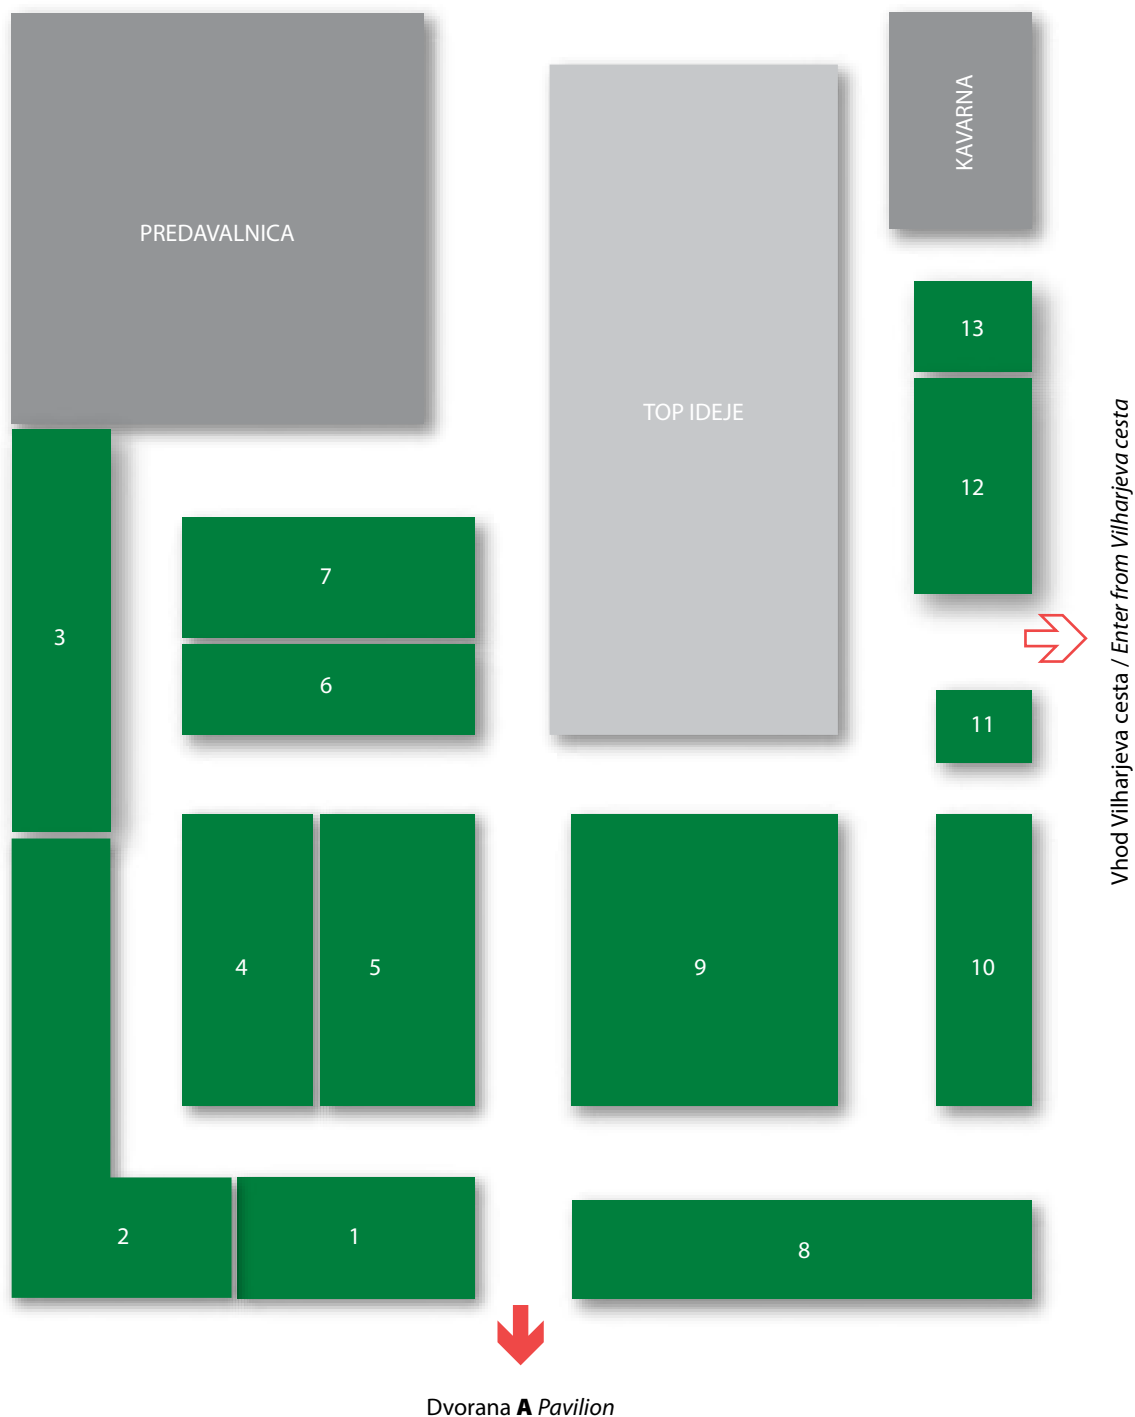 KAVARNA
PREDAVALNICA
13
TOP IDEJE
12
7
3
6
11
Vhod Vilharjeva cesta / Enter from Vilharjeva cesta
4
5
9
10
2
1
8
Dvorana A Pavilion